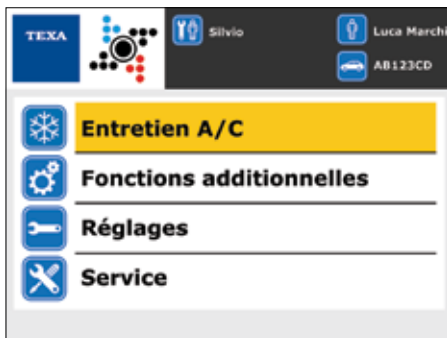 TEXA
Silvio
Luca Marchi
AB123CD
Entretien A/C
Fonctions additionnelles
Réglages
Service